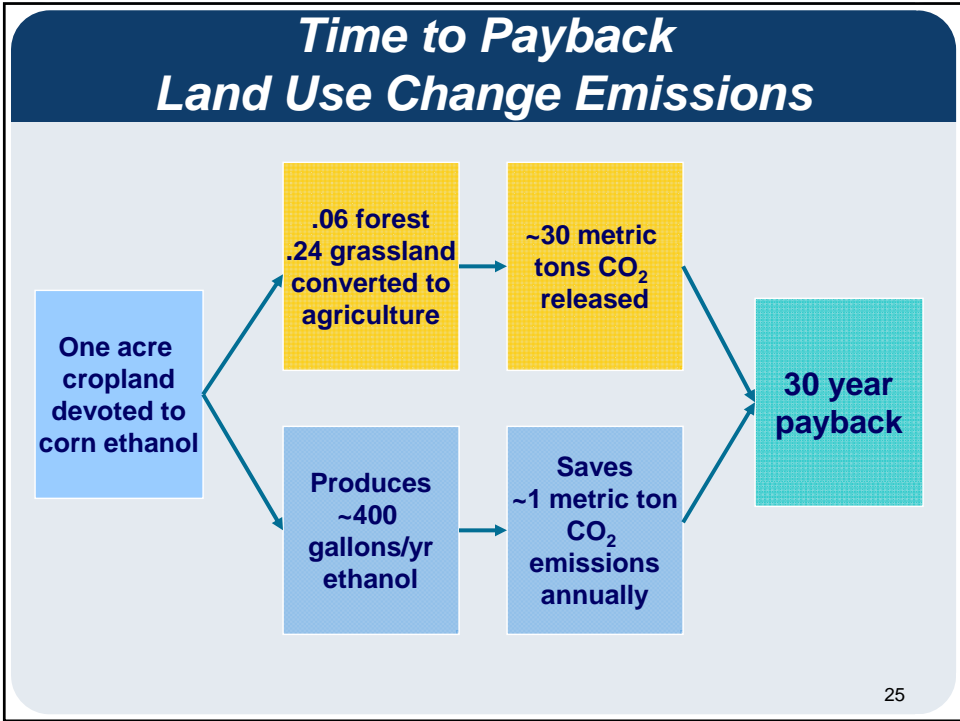 Time to Payback
Land Use Change Emissions
One acre
cropland
devoted to
corn ethanol
.06 forest
.24 grassland
converted to
agriculture
~30 metric
tons CO₂
released
Produces
~400
gallons/yr
ethanol
Saves
~1 metric ton
CO₂
emissions
annually
30 year
payback
25